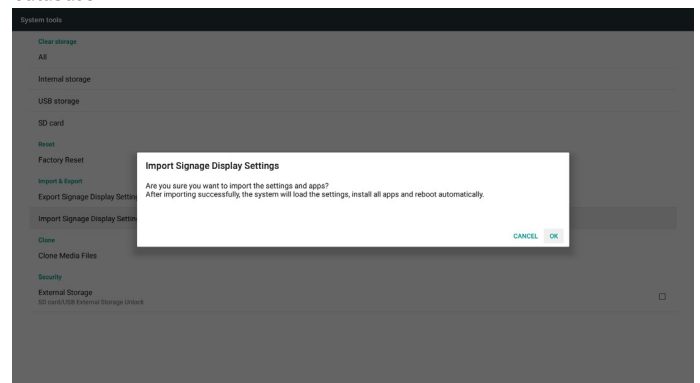 System tools
Clear storage
All
Internal storage
USB storage
SD card
Reset
Factory Reset
Import & Export
Export Signage Display Setting
Import Signage Display Setting
Clone
Clone Media Files
Security
External Storage
SD card/USB External Storage Unlock
Import Signage Display Settings
Are you sure you want to import the settings and apps?
After importing successfully, the system will load the settings, install all apps and reboot automatically.
CANCEL OK